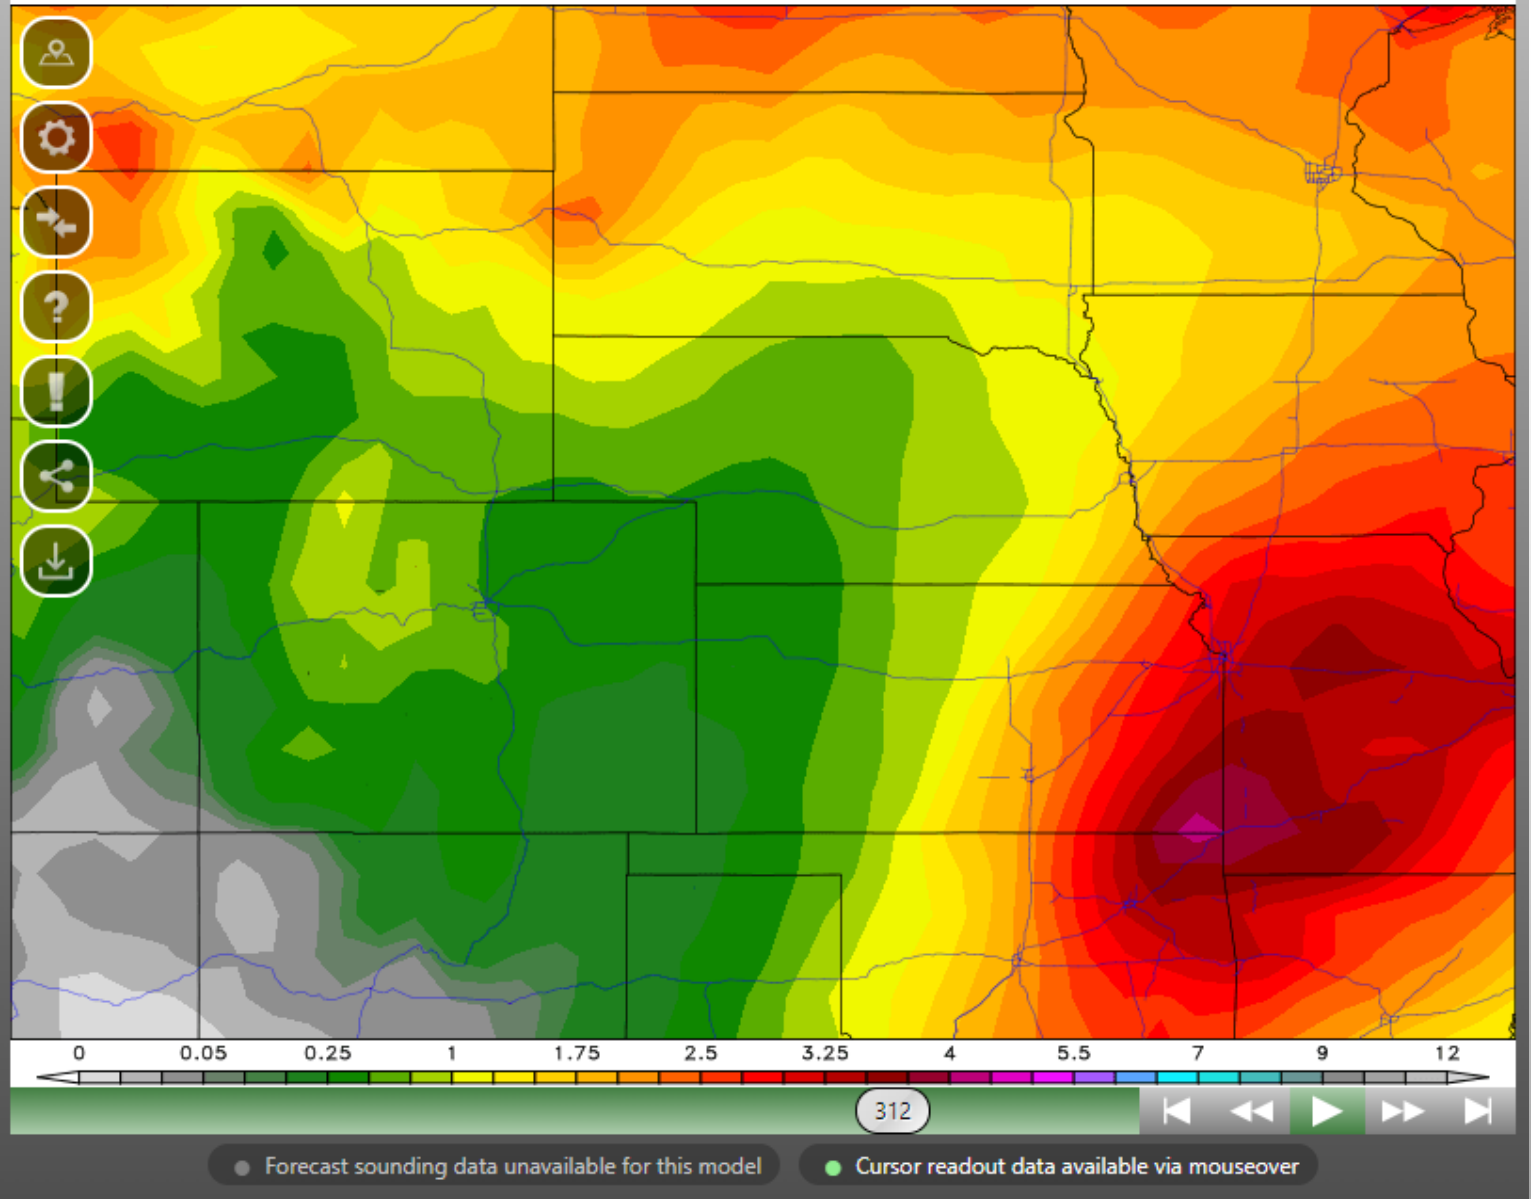 ?
!
0 0.05 0.25 1 1.75 2.5 3.25 4 5.5 7 9 12
312
Forecast sounding data unavailable for this model
Cursor readout data available via mouseover